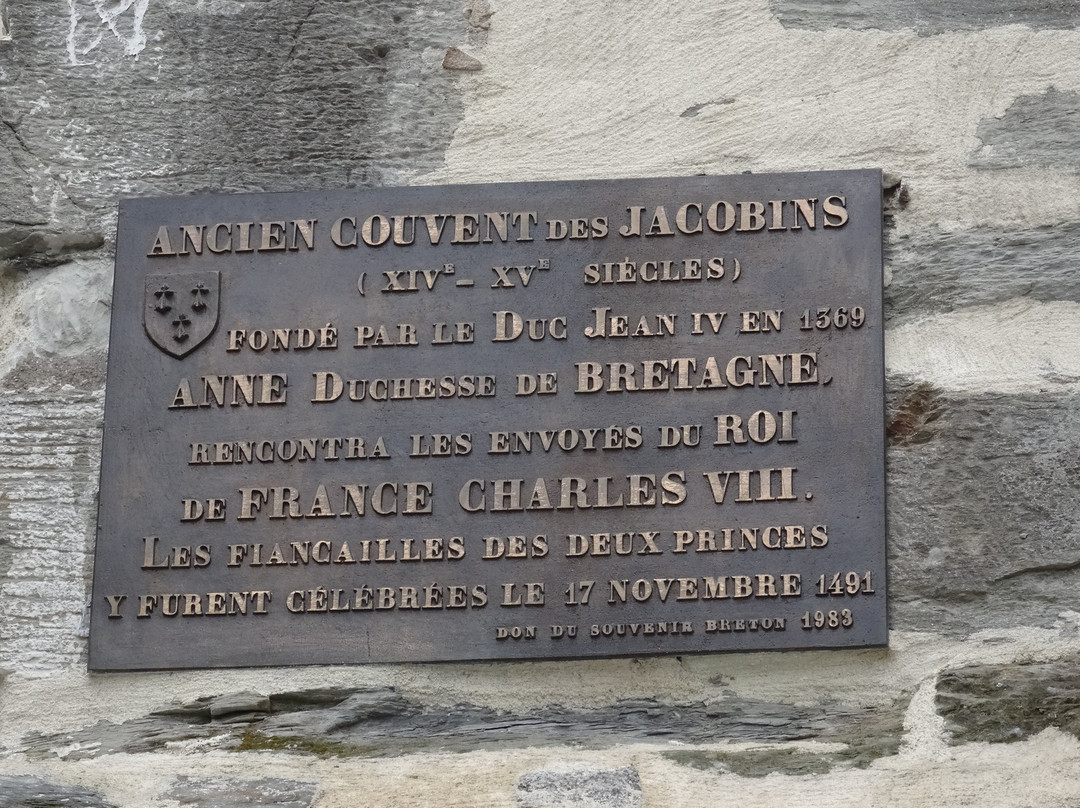 ANCIEN COUVENT DES JACOBINS
(XIVE - XVE SIÉCLES)
FONDÉ PAR LE DUC JEAN IV EN 1369
ANNE DUCHESSE DE BRETAGNE.
RENCONTRA LES ENVOYÉS DU ROI
DE FRANCE CHARLES VIII.
LES FIANCAILLES DES DEUX PRINCES
Y FURENT CÉLÉBRÉES LE 17 NOVEMBRE 1491
DON DU SOUVENIR BRETON 1983